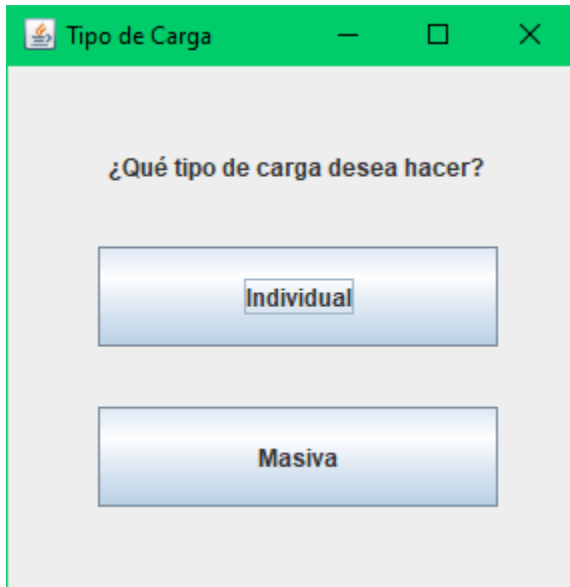 Tipo de Carga
¿Qué tipo de carga desea hacer?
Individual
Masiva